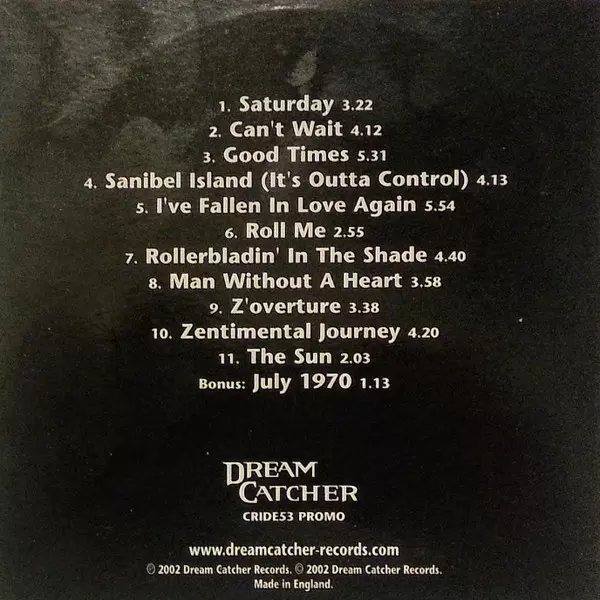 1. Saturday 3.22
2. Can't Wait 4.12
3. Good Times 5.31
4. Sanibel Island (It's Outta Control) 4.13
5. I've Fallen In Love Again 5.54
6. Roll Me 2.55
7. Rollerbladin' In The Shade 4.40
8. Man Without A Heart 3.58
9. Z'overture 3.38
10. Zentimental Journey 4.20
11. The Sun 2.03
Bonus: July 1970 1.13
DREAM
CATCHER
CRIDE53 PROMO
www.dreamcatcher-records.com
℗ 2002 Dream Catcher Records. © 2002 Dream Catcher Records.
Made in England.